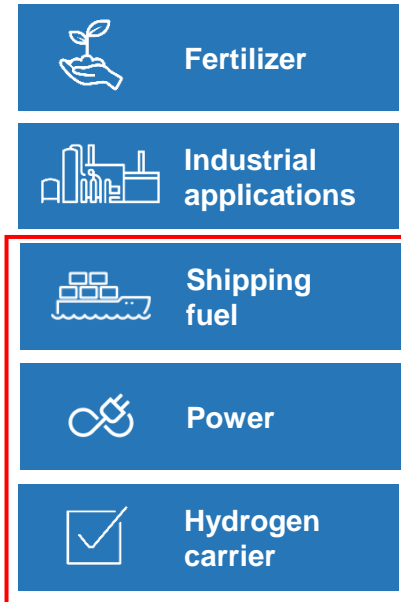 Fertilizer
Industrial
applications
Shipping
fuel
Power
Hydrogen
carrier